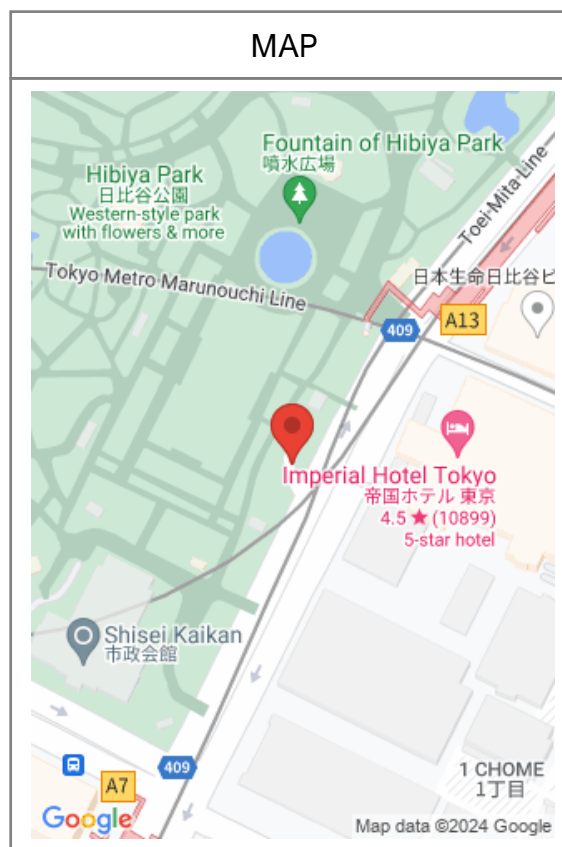 MAP
Fountain of Hibiya Park
噴水広場
Hibiya Park
日比谷公園
Western-style park
with flowers & more
Toei-Mita-Line
Tokyo Metro Marunouchi Line
日本生命日比谷ビ
A13
409
Imperial Hotel Tokyo
帝国ホテル 東京
4.5 ★ (10899)
5-star hotel
Shisei Kaikan
市政会館
409
A7
1 CHOME
1丁目
Google
Map data ©2024 Google